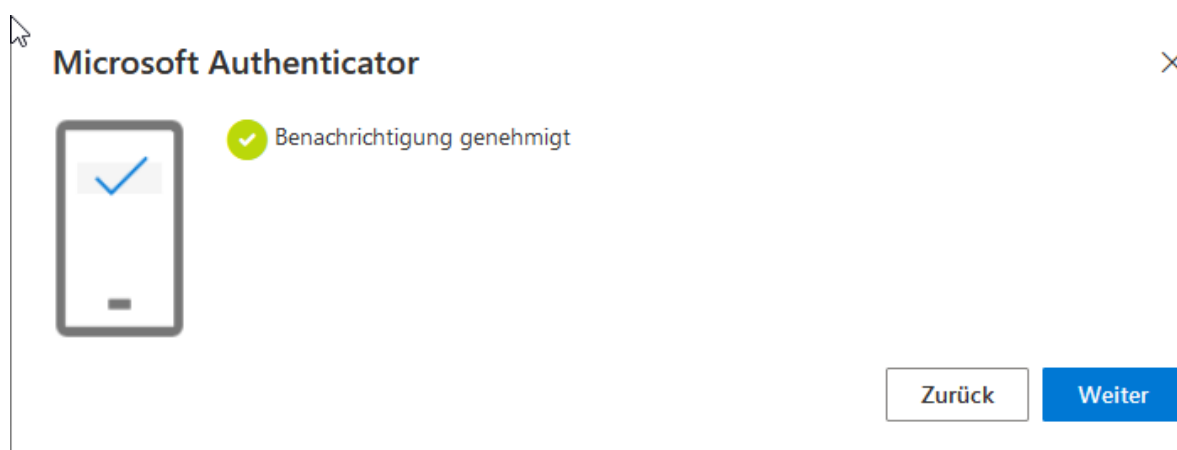 Microsoft Authenticator
Benachrichtigung genehmigt
Zurück
Weiter